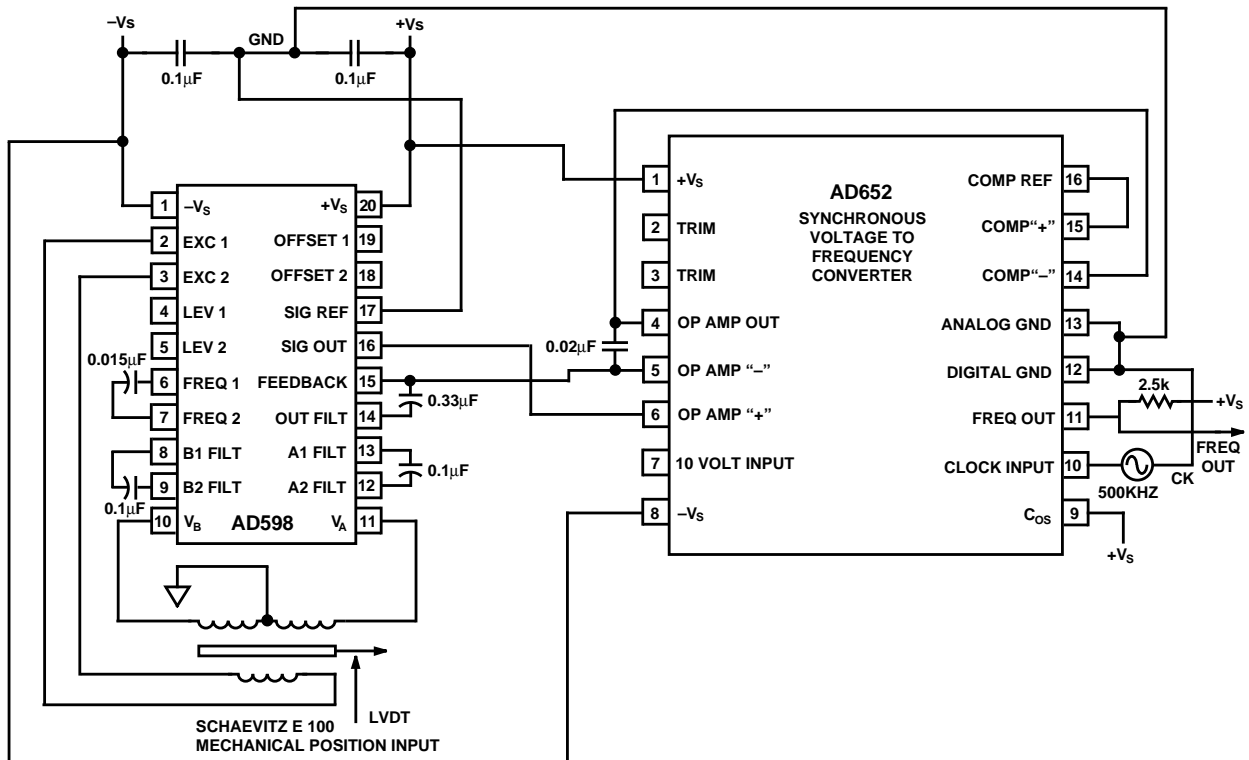 –VS
GND
+VS
0.1µF
0.1µF
1
–VS
2
EXC 1
3
EXC 2
4
LEV 1
5
LEV 2
0.015µF
6
FREQ 1
7
FREQ 2
8
B1 FILT
9
B2 FILT
0.1µF
10
VB
AD598
+VS
20
OFFSET 1
19
OFFSET 2
18
SIG REF
17
SIG OUT
16
FEEDBACK
15
0.33µF
OUT FILT
14
A1 FILT
13
0.1µF
A2 FILT
12
VA
11
SCHAEVITZ E 100
MECHANICAL POSITION INPUT
LVDT
0.02µF
1
+VS
2
TRIM
3
TRIM
4
OP AMP OUT
5
OP AMP “–”
6
OP AMP “+”
7
10 VOLT INPUT
8
–VS
AD652
SYNCHRONOUS
VOLTAGE TO
FREQUENCY
CONVERTER
COMP REF
16
COMP“+”
15
COMP“–”
14
ANALOG GND
13
DIGITAL GND
12
FREQ OUT
11
CLOCK INPUT
10
COS
9
2.5k
+VS
FREQ
OUT
500KHZ
CK
+VS